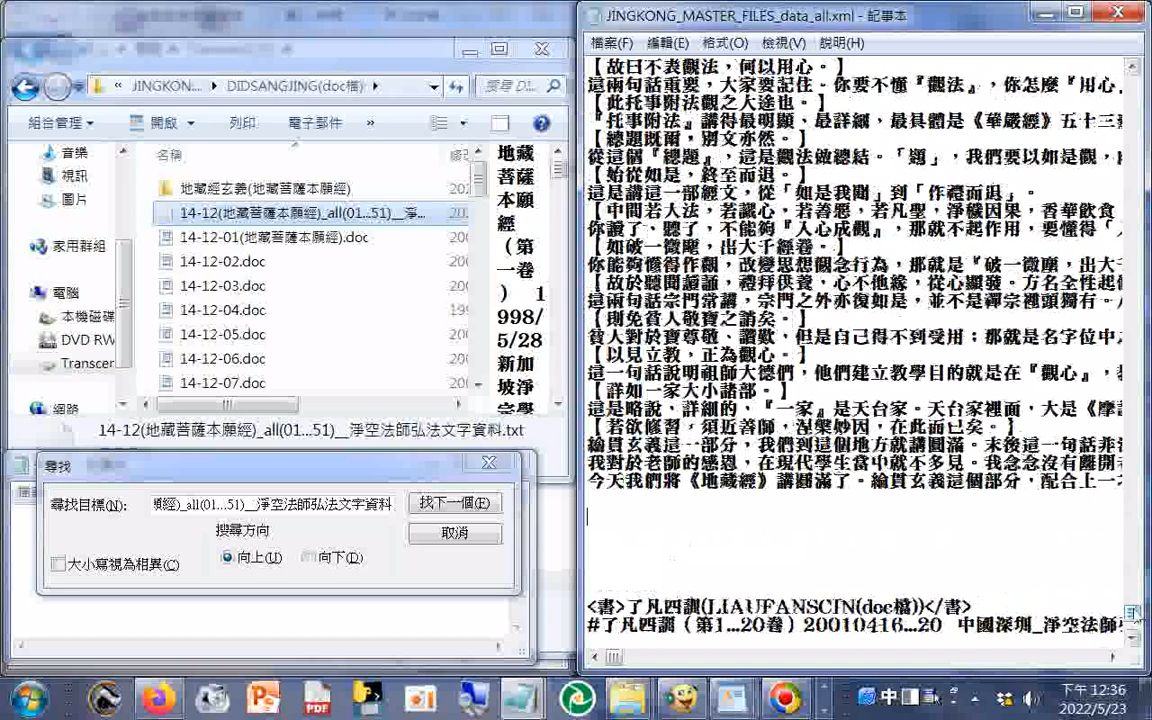 JINGKONG_MASTER_FILES_data_all.xml - 記事本
檔案(F) 編輯(E) 格式(O) 檢視(V) 說明(H)
【故曰不表觀法，何以用心。】
這兩句話重要，大家要記住。你要不懂『觀法』，你怎麼『用心
【此托事附法觀之大途也。】
『托事附法』講得最明顯、最詳細，最具體是《華嚴經》五十三
【總題既爾，別文亦然。】
從這個『總題』，這是觀法做總結。「題」，我們要以如是觀，
【始從如是，終至而退。】
這是講這一部經文，從「如是我聞」到「作禮而退」。
【中間若大法，若識心，若善惡，若凡聖，淨穢因果，香華飲食
你讀了、聽了，不能夠『入心成觀』，那就不起作用，要懂得「
【如破一微塵，出大千經卷。】
你能夠懂得作觀，改變思想觀念行為，那就是『破一微塵，出大千
【故於聽聞讀誦，禮拜供養，心不他緣，從心顯發。方名全性起
這兩句話宗門常講，宗門之外亦復如是，並不是禪宗裡頭獨有。
【則免貧人數寶之誚矣。】
貧人對於寶尊敬、讚歎，但是自己得不到受用；那就是名字位中
【以見立教，正為觀心。】
這一句話說明祖師大德們，他們建立教學目的就是在『觀心』，
【詳如一家大小諸部。】
這是略說，詳細的，『一家』是天台家。天台家裡面，大是《摩
【若欲修習，須近善師，涅槃妙因，在此而已矣。】
綸貫玄義這一部分，我們到這個地方就講圓滿。末後這一句話非
我對於老師的感恩，在現代學生當中就不多見。我念念沒有離開
今天我們將《地藏經》講圓滿了。綸貫玄義這個部分，配合上一
<書>了凡四訓(LIAUFANSCIN(doc檔))</書>
#了凡四訓（第1...20卷）20010416...20 中國深圳_淨空法師
« JINGKON... DIDSANGJING(doc檔) 搜尋 D...
組合管理 開啟 列印 電子郵件 »
音樂
視訊
圖片
家用群組
電腦
本機磁碟
DVD RW
Transcen
網路
名稱 修改
地藏經玄義(地藏菩薩本願經)
14-12(地藏菩薩本願經)_all(01...51)__淨...
14-12-01(地藏菩薩本願經).doc
14-12-02.doc
14-12-03.doc
14-12-04.doc
14-12-05.doc
14-12-06.doc
14-12-07.doc
地藏
菩薩
本願
經
（第
一卷
） 1
998/
5/28
新加
坡淨
宗學
14-12(地藏菩薩本願經)_all(01...51)__淨空法師弘法文字資料.txt
尋找
尋找目標(N): 願經)_all(01...51)__淨空法師弘法文字資料 找下一個(F)
搜尋方向 取消
大小寫視為相異(C) 向上(U) 向下(D)
中
下午 12:36
2022/5/23